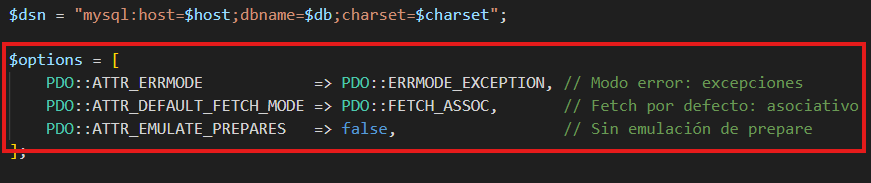 $dsn = "mysql:host=$host;dbname=$db;charset=$charset";
$options = [
    PDO::ATTR_ERRMODE            => PDO::ERRMODE_EXCEPTION, // Modo error: excepciones
    PDO::ATTR_DEFAULT_FETCH_MODE => PDO::FETCH_ASSOC,       // Fetch por defecto: asociativo
    PDO::ATTR_EMULATE_PREPARES   => false,                  // Sin emulación de prepare
];